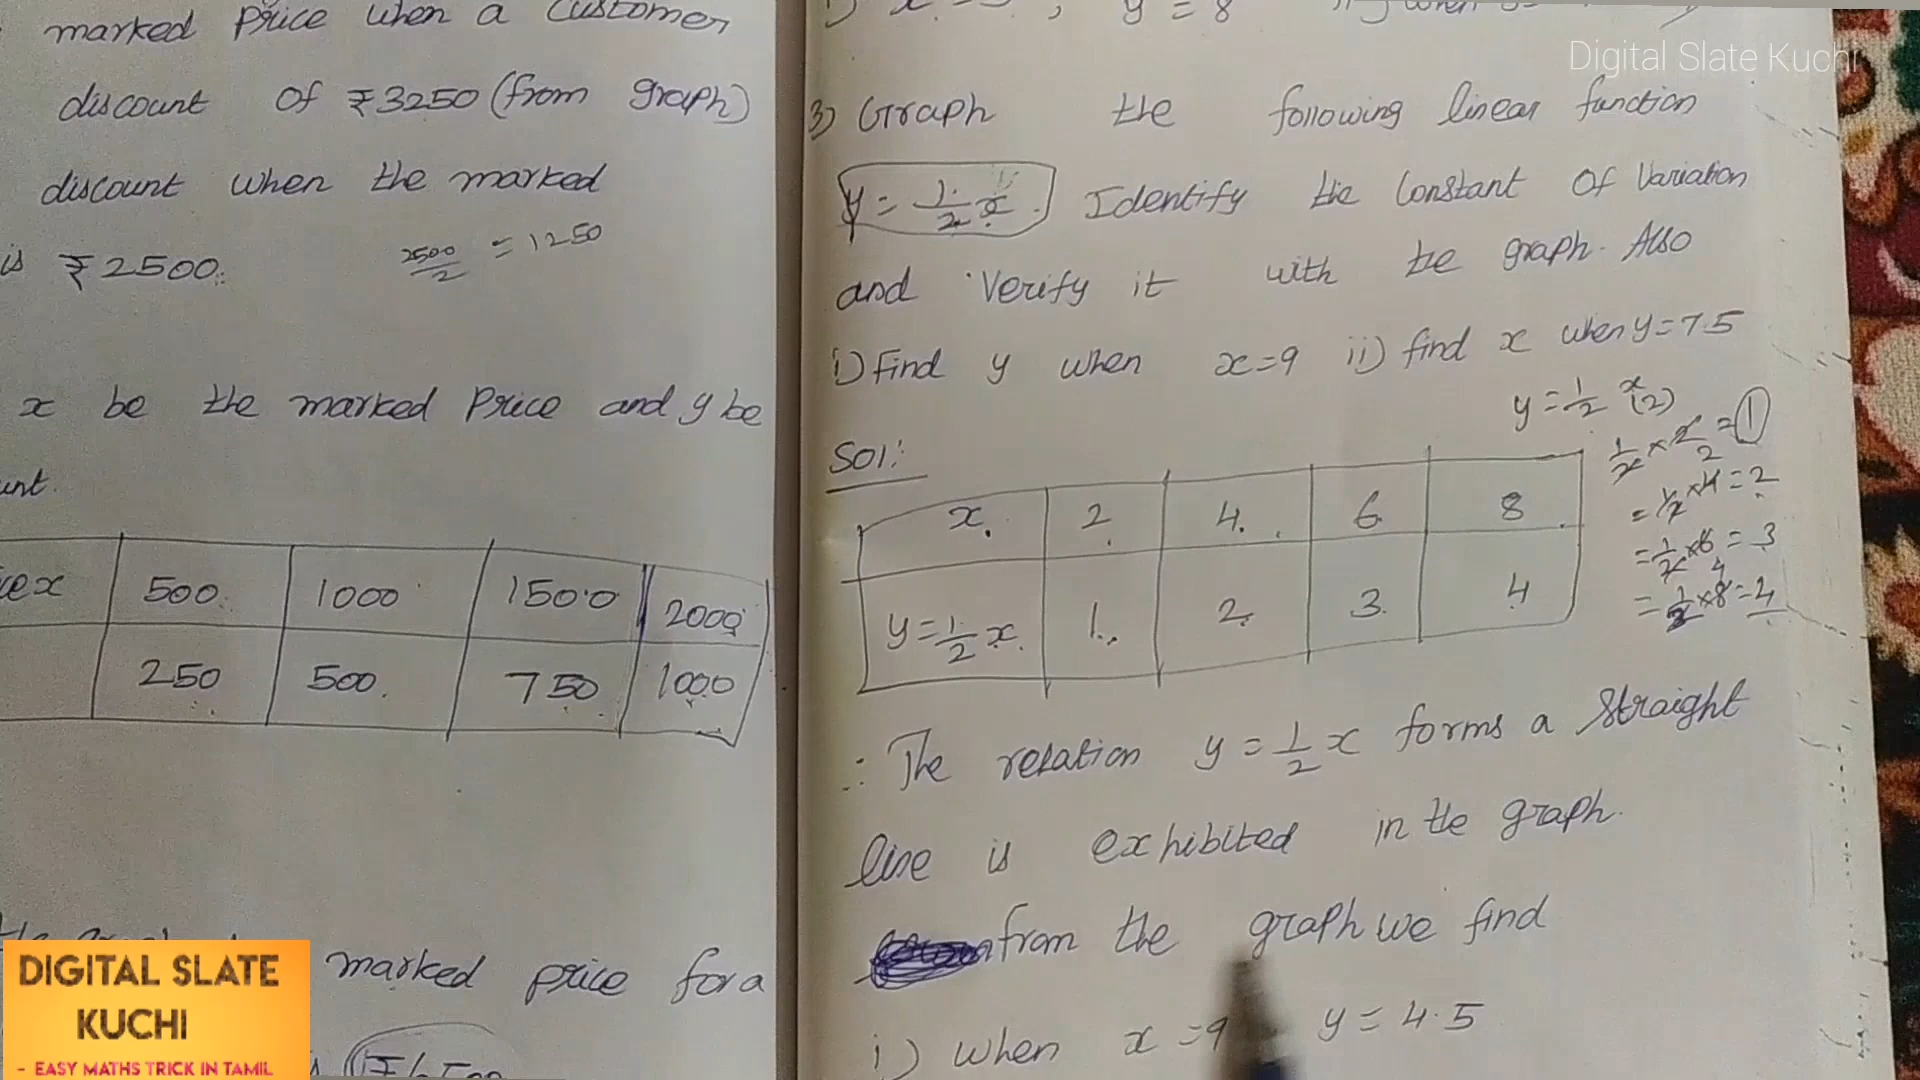 marked Price when a customer
discount of ₹3250 (from graph)
discount when the marked
is ₹2500.
2500/2 = 1250
x be the marked Price and y be
500 1000 1500 2000
250 500 750 1000
marked price for a
y = 8
Digital Slate Kuchi
3) Graph the following linear function
y = 1/2 x. Identify the Constant of Variation
and Verify it with the graph. Also
i) Find y when x=9 ii) find x when y=7.5
y = 1/2 x (2)
1/2 × 2/2 = 1
= 1/2 × 4 = 2
= 1/2 × 6 = 3
= 1/2 × 8 = 4
Sol:
x 2 4 6 8
y = 1/2 x 1 2 3 4
∴ The relation y = 1/2 x forms a Straight
line is exhibited in the graph.
from the graph we find
i) when x = 9 y = 4.5
DIGITAL SLATE
KUCHI
- EASY MATHS TRICK IN TAMIL